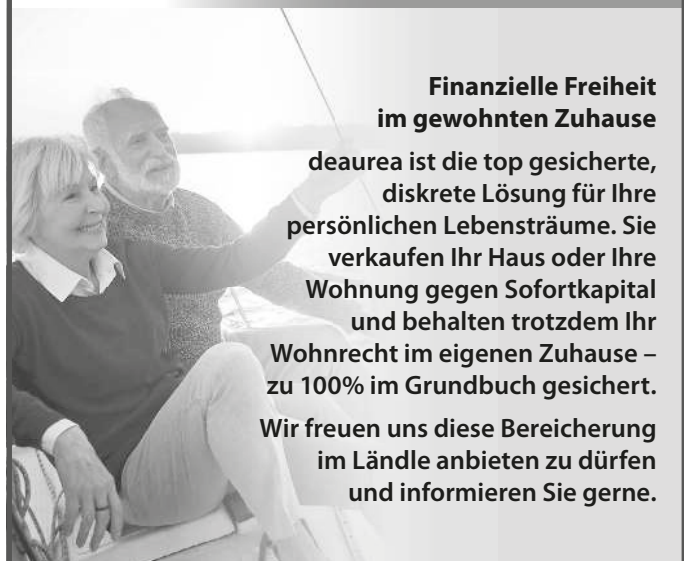 Finanzielle Freiheit
im gewohnten Zuhause
deaurea ist die top gesicherte,
diskrete Lösung für Ihre
persönlichen Lebensträume. Sie
verkaufen Ihr Haus oder Ihre
Wohnung gegen Sofortkapital
und behalten trotzdem Ihr
Wohnrecht im eigenen Zuhause –
zu 100% im Grundbuch gesichert.
Wir freuen uns diese Bereicherung
im Ländle anbieten zu dürfen
und informieren Sie gerne.